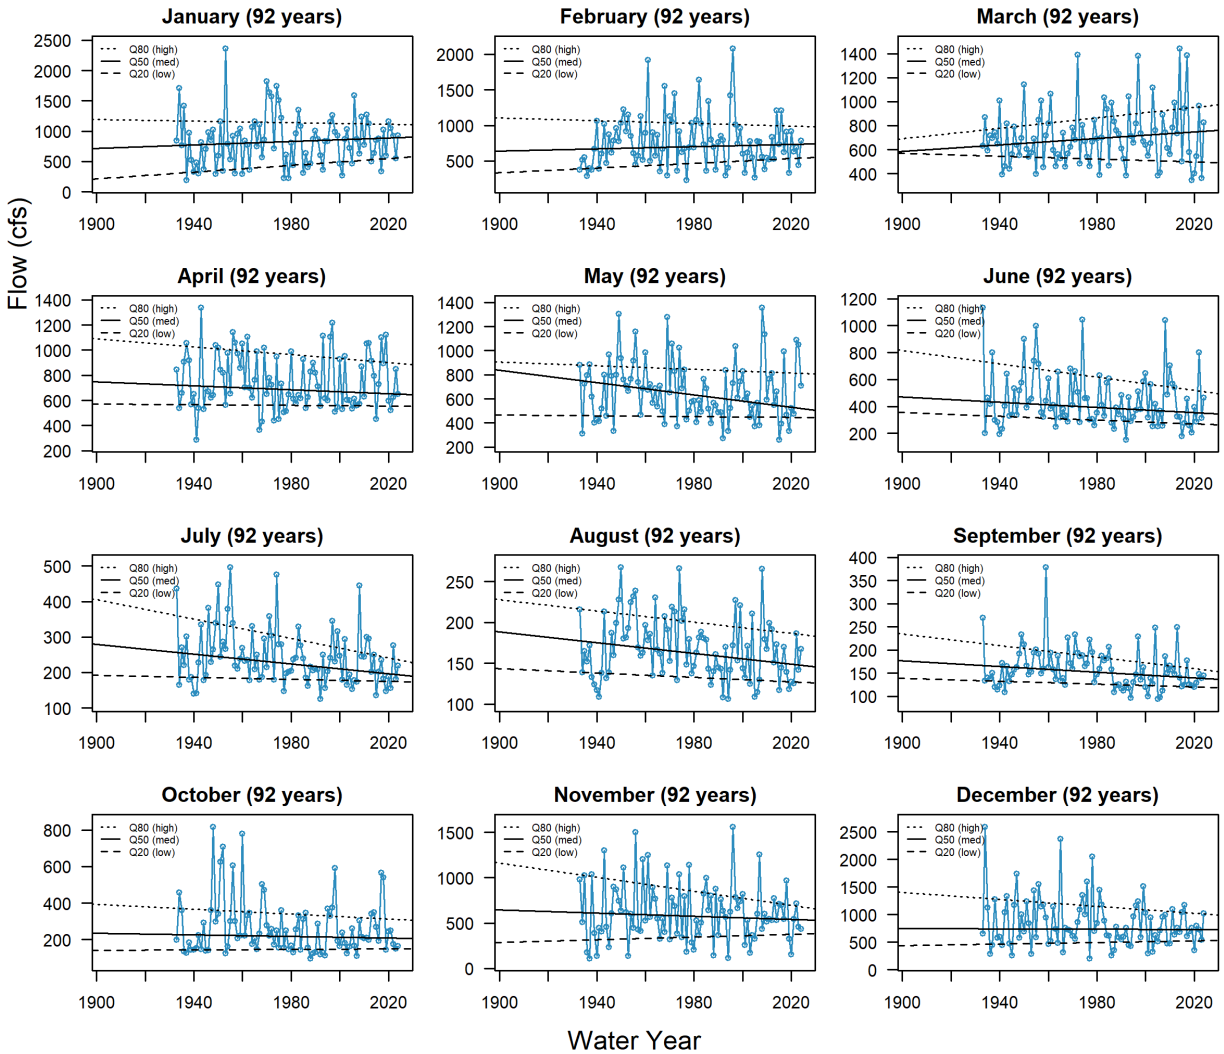 January (92 years)
2500
2000
1500
1000
500
0
Q80 (high)
Q50 (med)
Q20 (low)
1900
1940
1980
2020
February (92 years)
2000
1500
1000
500
Q80 (high)
Q50 (med)
Q20 (low)
1900
1940
1980
2020
March (92 years)
1400
1200
1000
800
600
400
Q80 (high)
Q50 (med)
Q20 (low)
1900
1940
1980
2020
Flow (cfs)
April (92 years)
1400
1200
1000
800
600
400
200
Q80 (high)
Q50 (med)
Q20 (low)
1900
1940
1980
2020
May (92 years)
1400
1200
1000
800
600
400
200
Q80 (high)
Q50 (med)
Q20 (low)
1900
1940
1980
2020
June (92 years)
1200
1000
800
600
400
200
Q80 (high)
Q50 (med)
Q20 (low)
1900
1940
1980
2020
July (92 years)
500
400
300
200
100
Q80 (high)
Q50 (med)
Q20 (low)
1900
1940
1980
2020
August (92 years)
250
200
150
100
Q80 (high)
Q50 (med)
Q20 (low)
1900
1940
1980
2020
September (92 years)
400
350
300
250
200
150
100
Q80 (high)
Q50 (med)
Q20 (low)
1900
1940
1980
2020
October (92 years)
800
600
400
200
Q80 (high)
Q50 (med)
Q20 (low)
1900
1940
1980
2020
November (92 years)
1500
1000
500
0
Q80 (high)
Q50 (med)
Q20 (low)
1900
1940
1980
2020
December (92 years)
2500
2000
1500
1000
500
0
Q80 (high)
Q50 (med)
Q20 (low)
1900
1940
1980
2020
Water Year